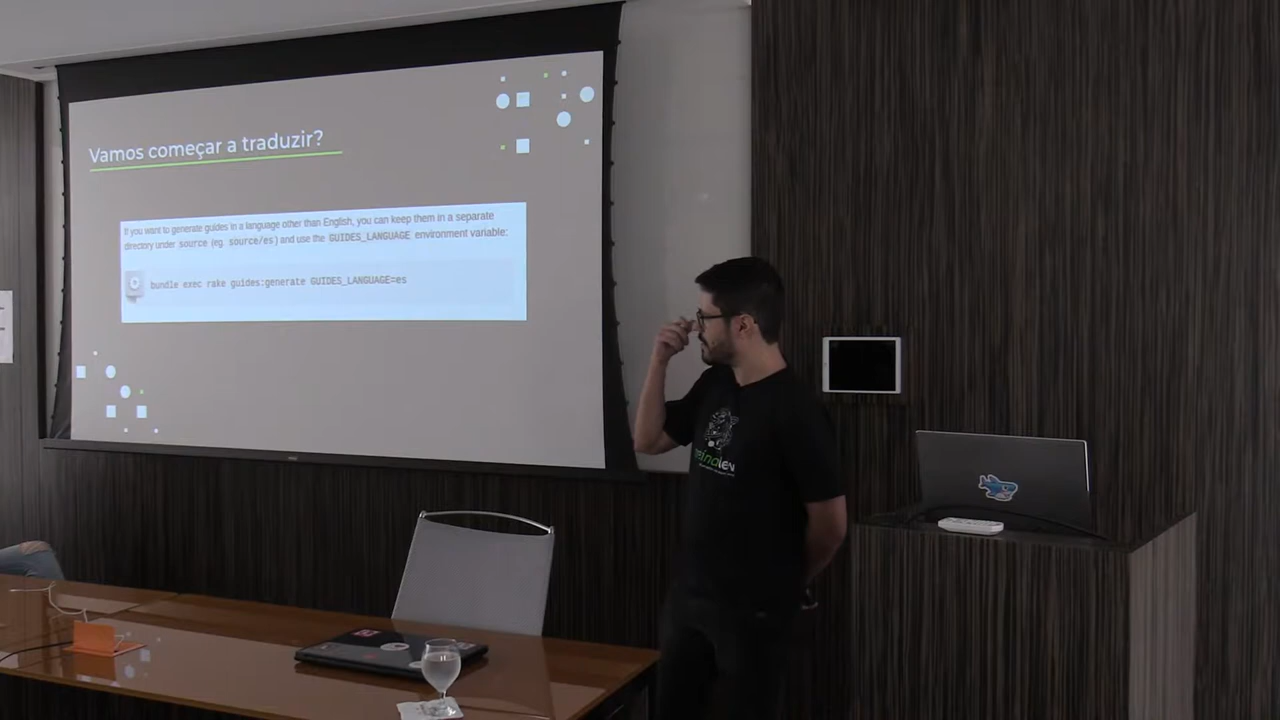 Vamos começar a traduzir?
If you want to generate guides in a language other than English, you can keep them in a separate
directory under source (eg. source/es) and use the GUIDES_LANGUAGE environment variable:
bundle exec rake guides:generate GUIDES_LANGUAGE=es